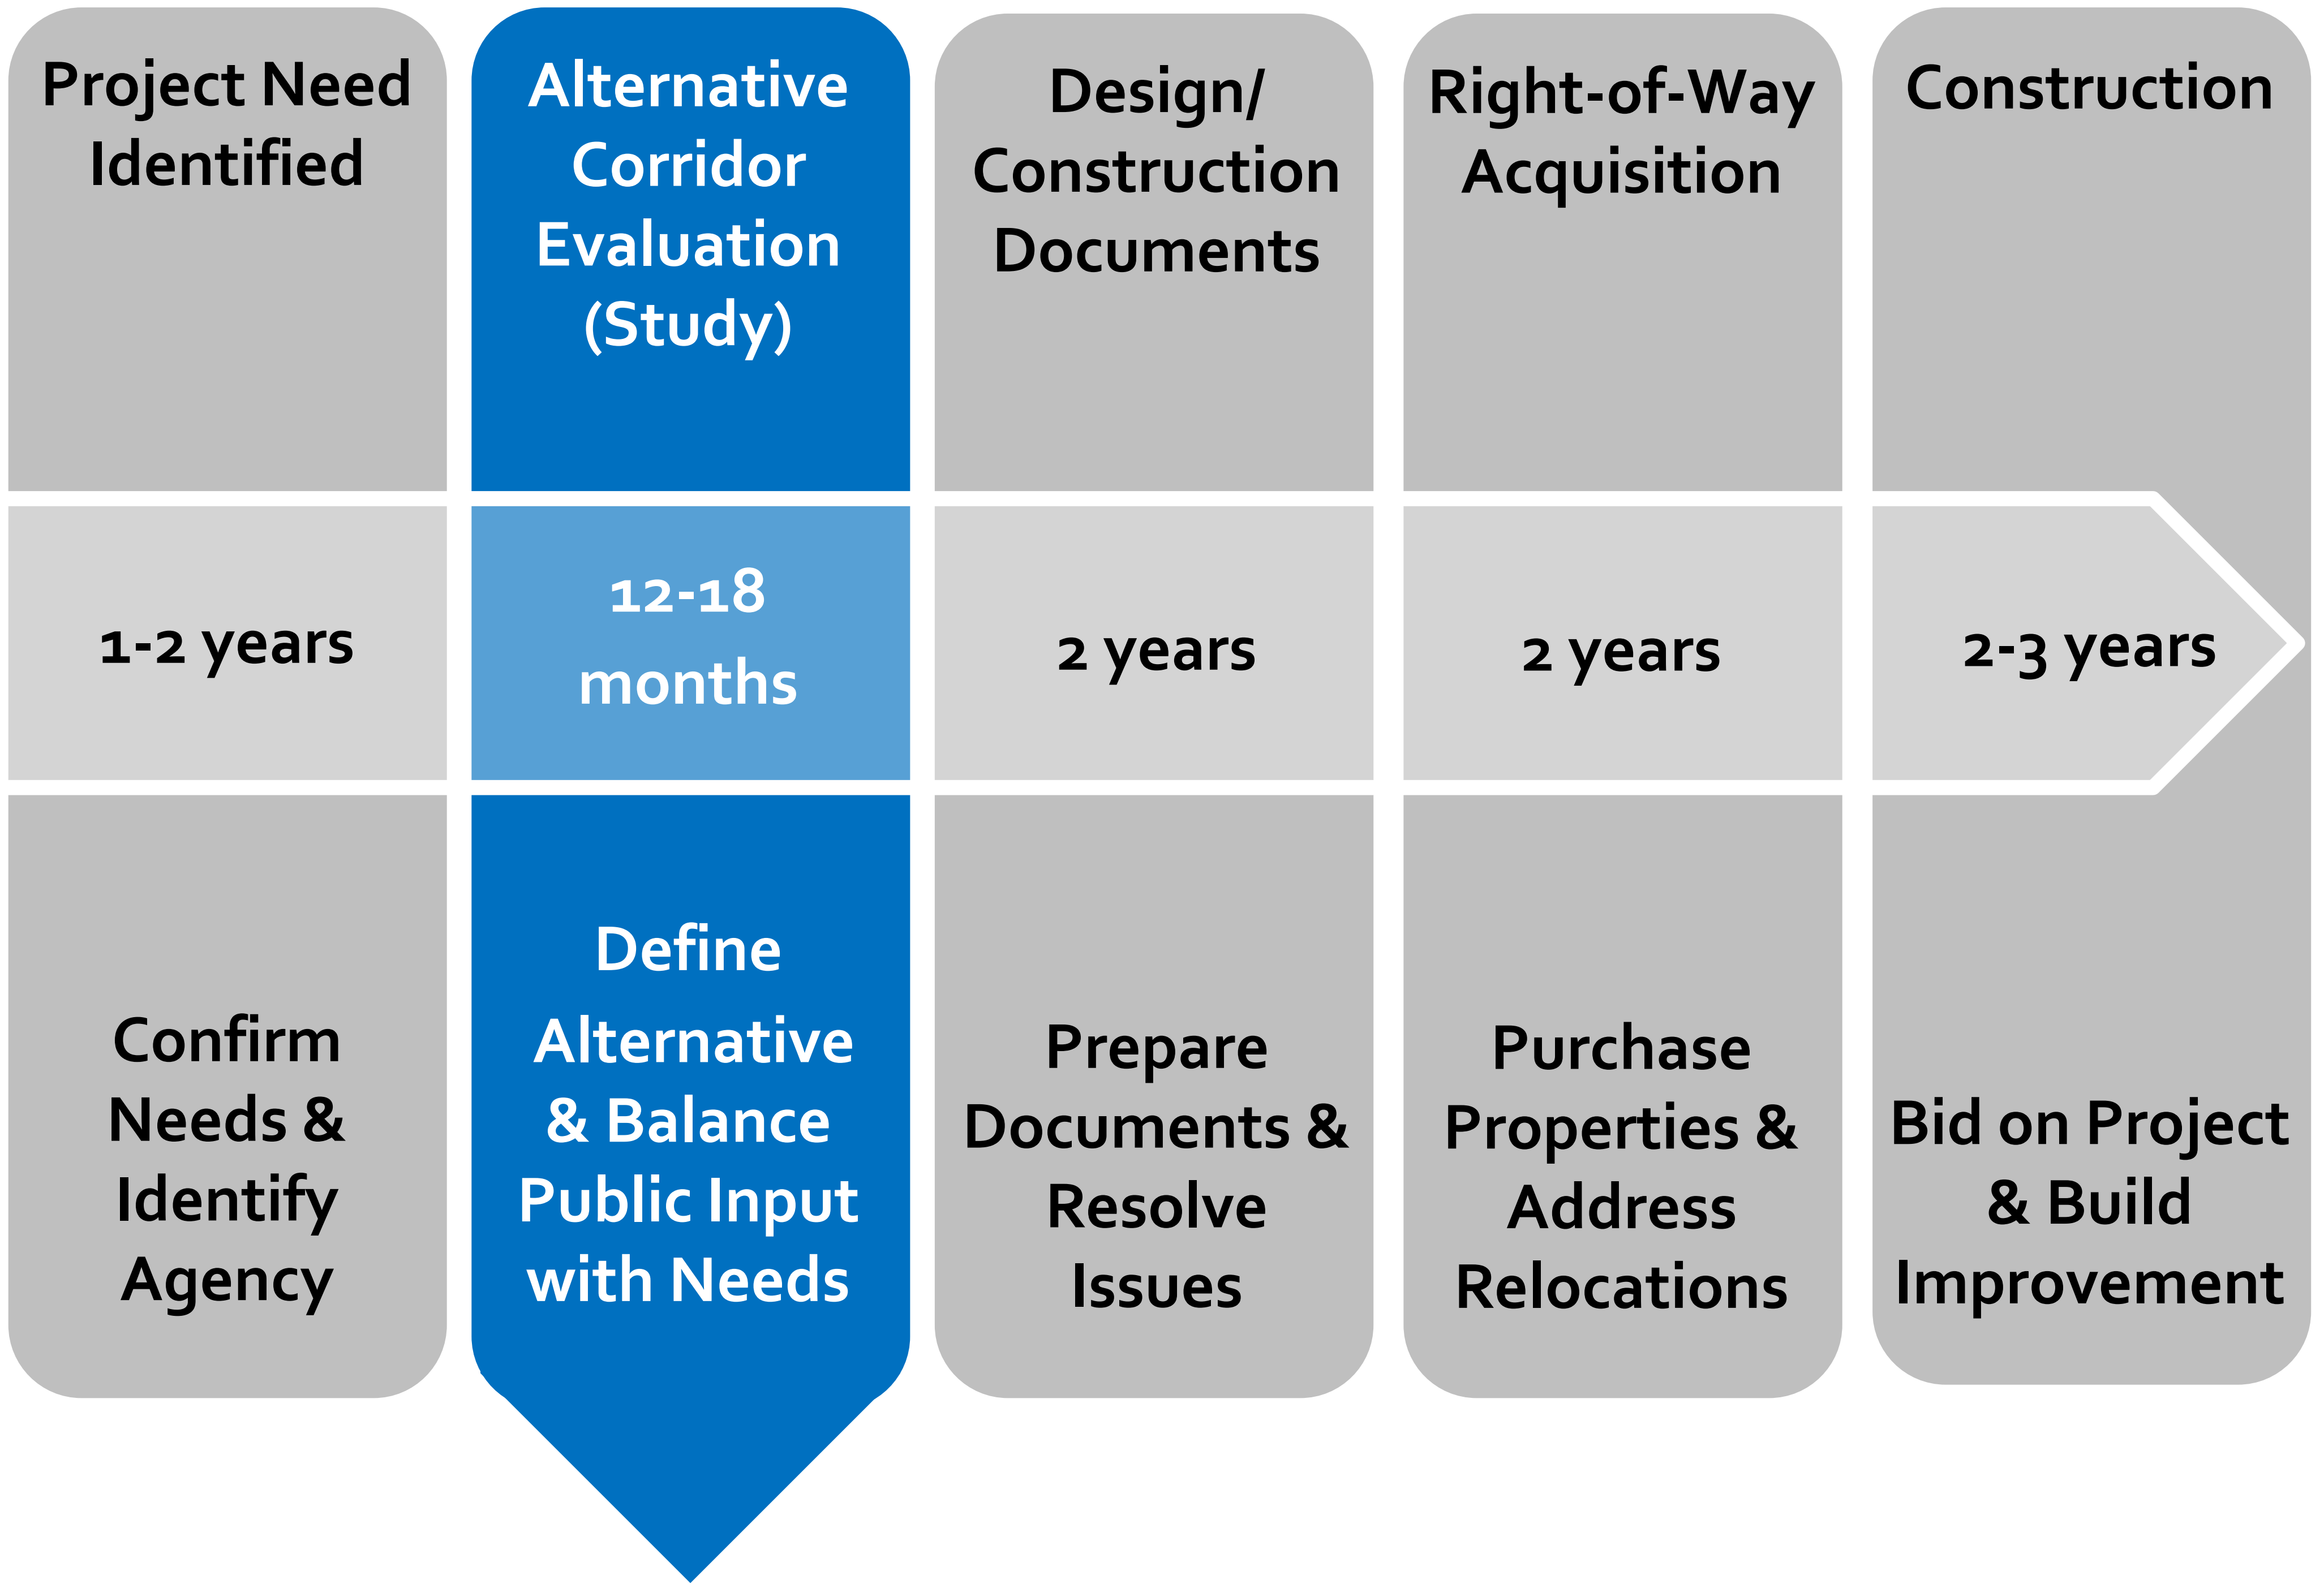 Project Need
Identified
Alternative
Corridor
Evaluation
(Study)
Design/
Construction
Documents
Right-of-Way
Acquisition
Construction
1-2 years
12-18
months
2 years
2 years
2-3 years
Confirm
Needs &
Identify
Agency
Define
Alternative
& Balance
Public Input
with Needs
Prepare
Documents &
Resolve
Issues
Purchase
Properties &
Address
Relocations
Bid on Project
& Build
Improvement